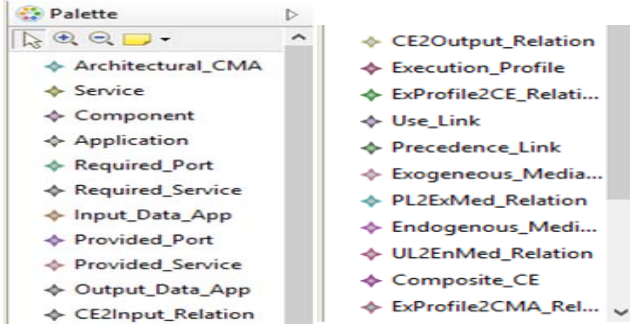 Palette
Architectural_CMA
Service
Component
Application
Required_Port
Required_Service
Input_Data_App
Provided_Port
Provided_Service
Output_Data_App
CE2Input_Relation
CE2Output_Relation
Execution_Profile
ExProfile2CE_Relati...
Use_Link
Precedence_Link
Exogeneous_Media...
PL2ExMed_Relation
Endogenous_Medi...
UL2EnMed_Relation
Composite_CE
ExProfile2CMA_Rel...